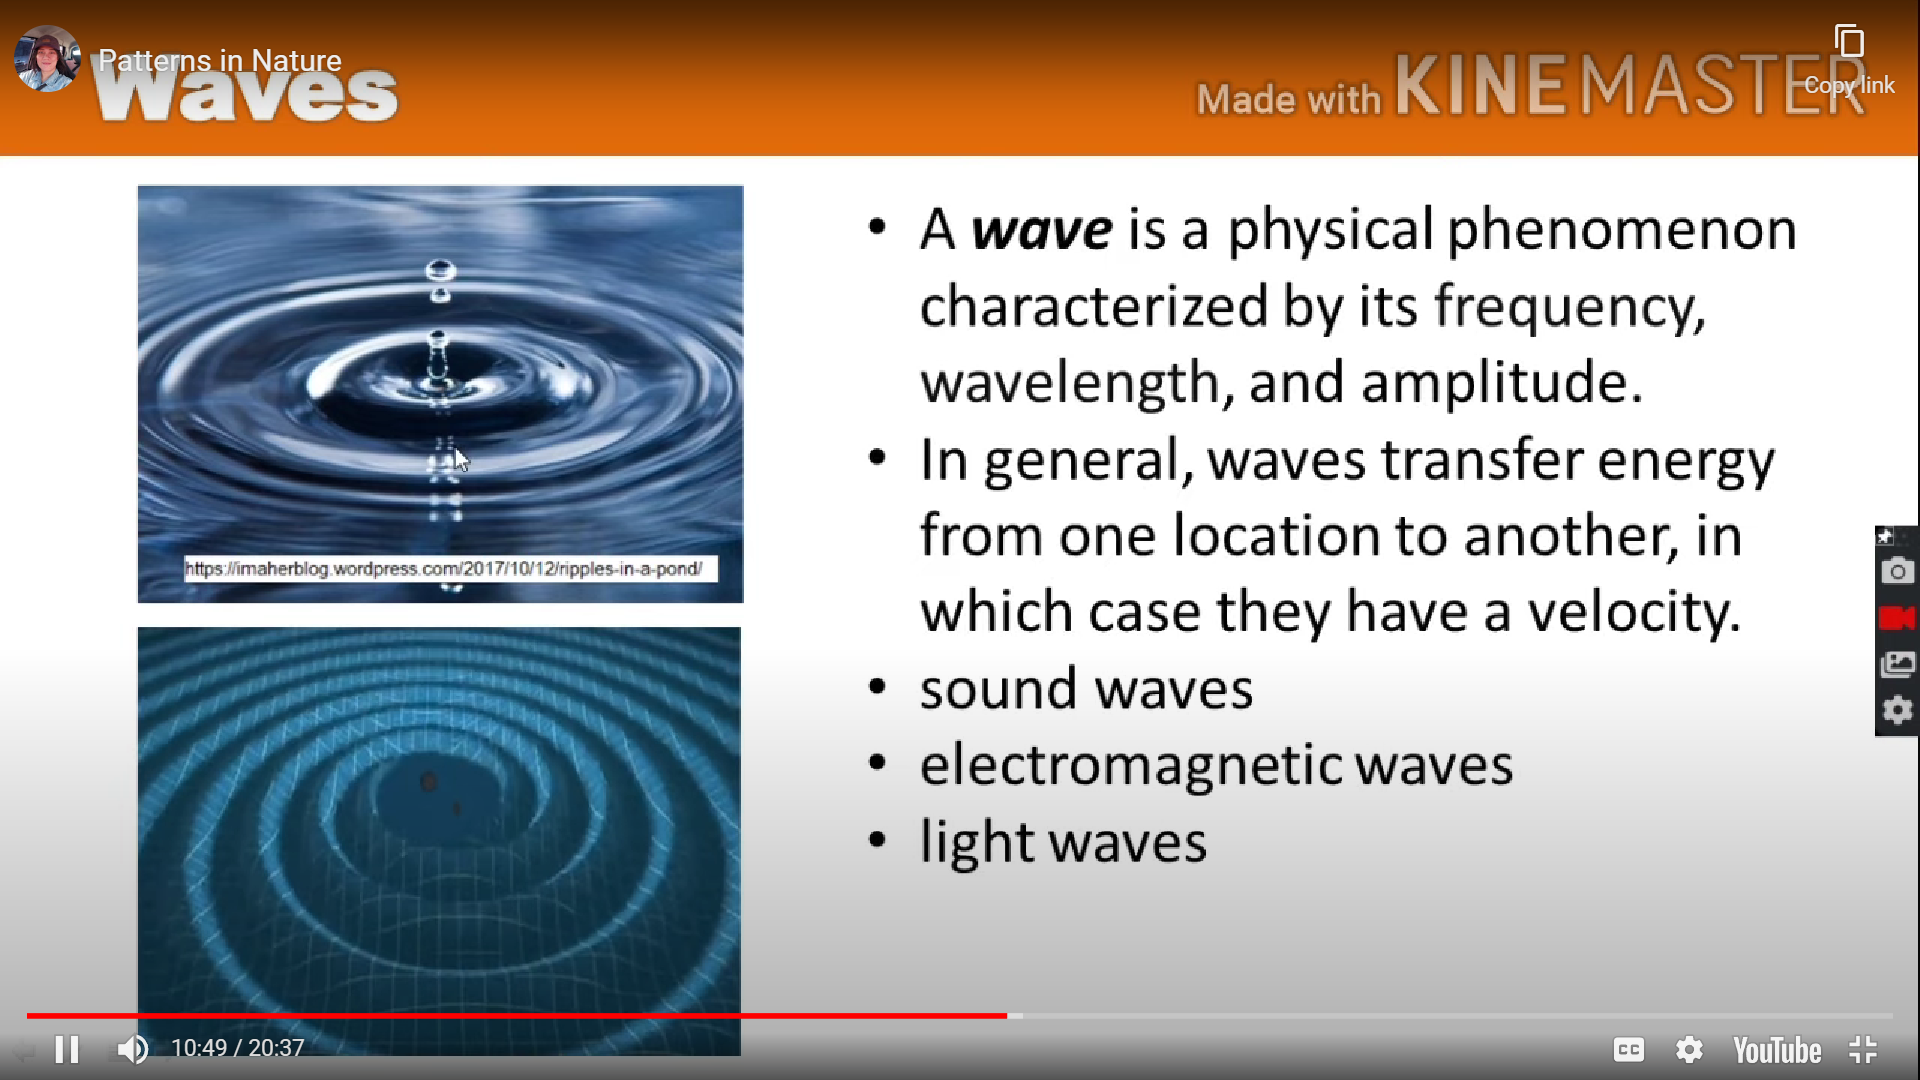 Patterns in Nature
Waves
Made with KINEMASTER
Copy link
https://imaherblog.wordpress.com/2017/10/12/ripples-in-a-pond/
• A wave is a physical phenomenon
characterized by its frequency,
wavelength, and amplitude.
• In general, waves transfer energy
from one location to another, in
which case they have a velocity.
• sound waves
• electromagnetic waves
• light waves
10:49 / 20:37
CC
YouTube